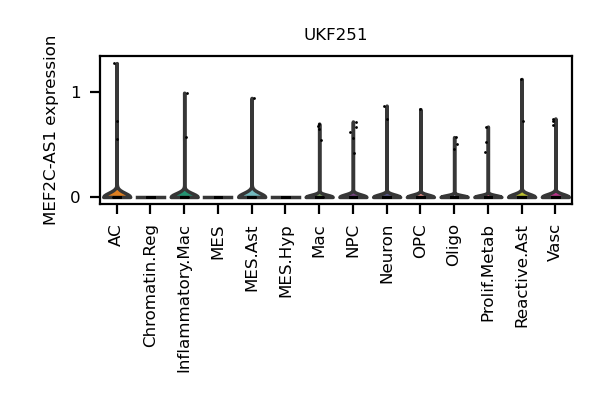 UKF251
MEF2C-AS1 expression
1
0
AC
Chromatin.Reg
Inflammatory.Mac
MES
MES.Ast
MES.Hyp
Mac
NPC
Neuron
OPC
Oligo
Prolif.Metab
Reactive.Ast
Vasc